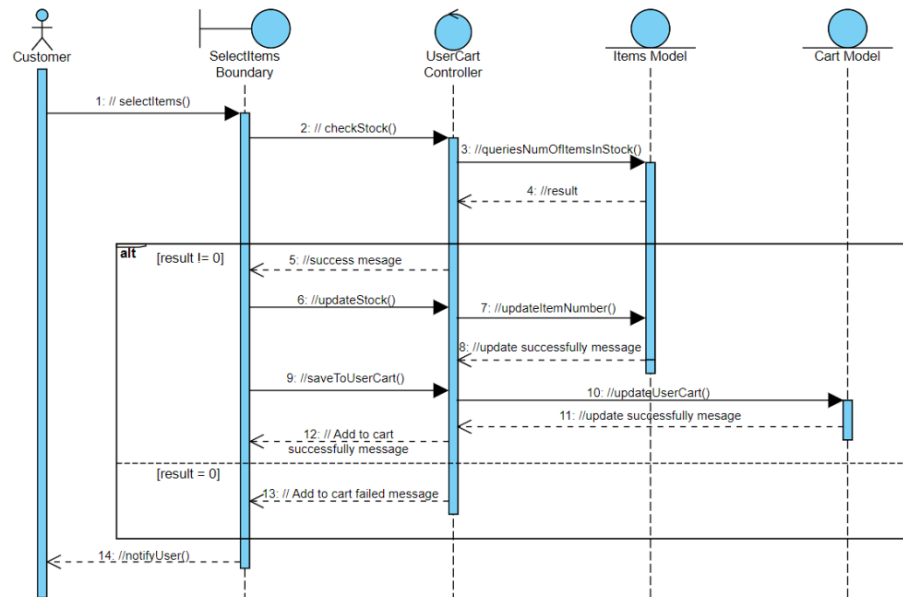 Customer
SelectItems
Boundary
UserCart
Controller
Items Model
Cart Model
1: // selectItems()
2: // checkStock()
3: //queriesNumOfItemsInStock()
4: //result
alt
[result != 0]
5: //success mesage
6: //updateStock()
7: //updateItemNumber()
8: //update successfully message
9: //saveToUserCart()
10: //updateUserCart()
11: //update successfully mesage
12: // Add to cart
successfully message
[result = 0]
13: // Add to cart failed message
14: //notifyUser()